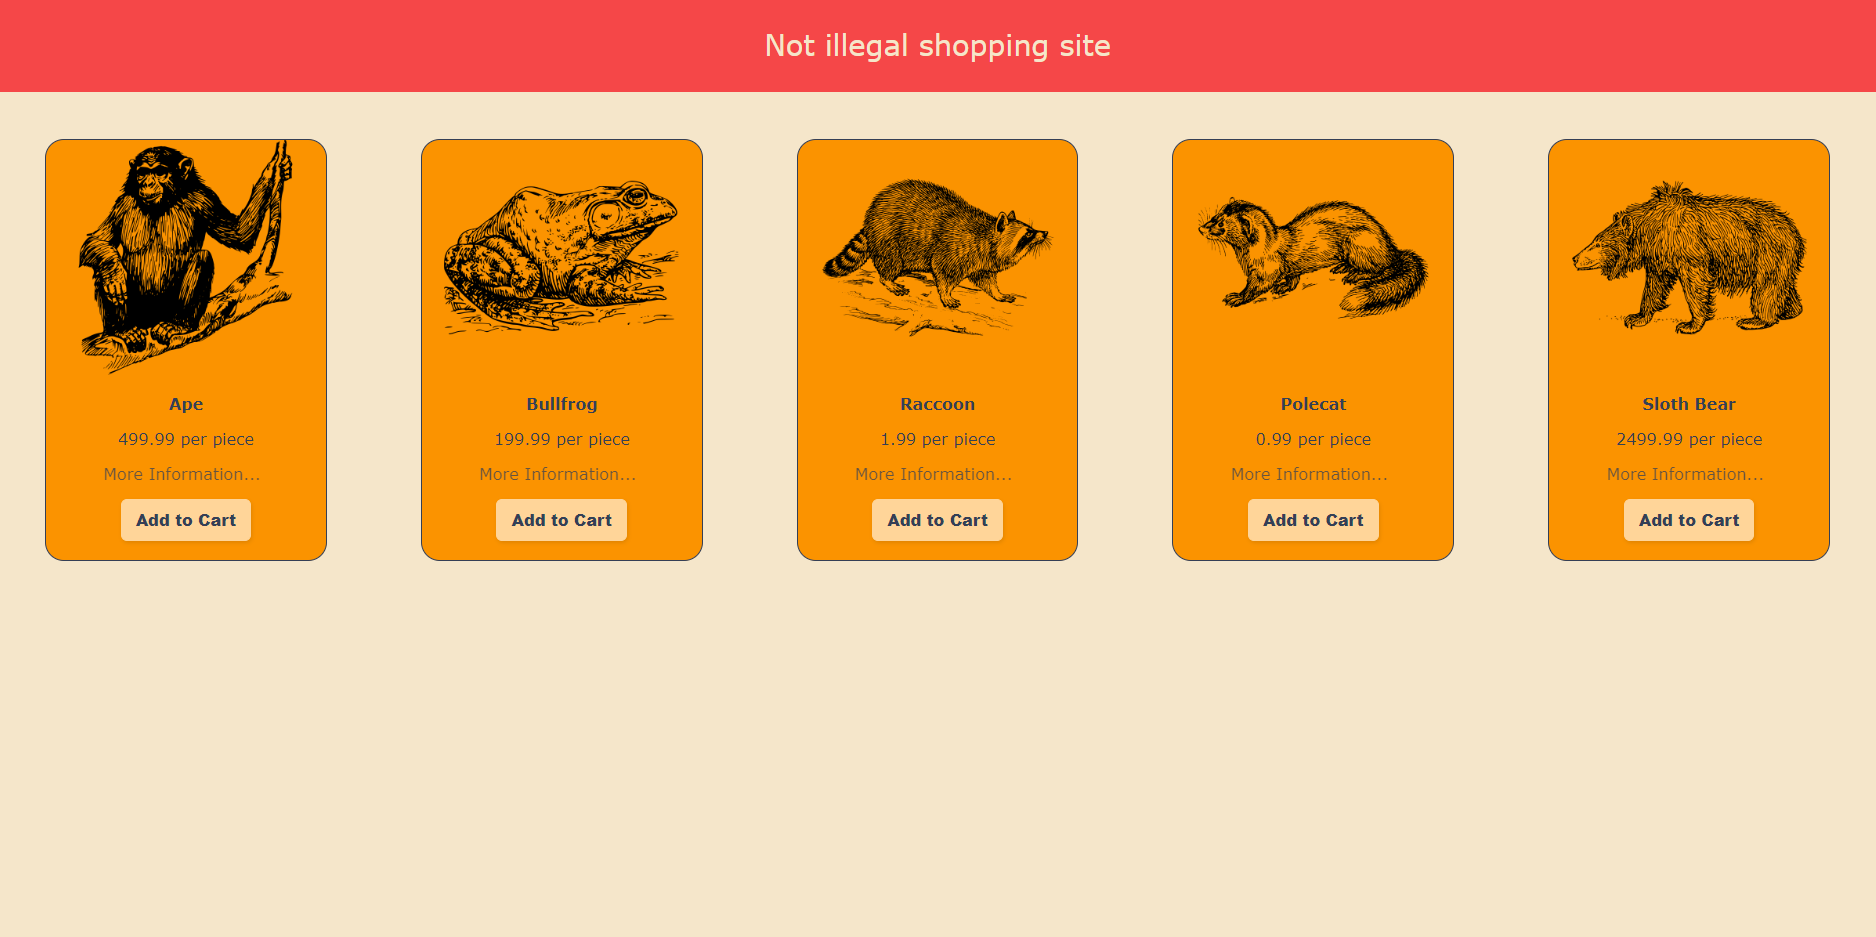 Not illegal shopping site
Ape
499.99 per piece
More Information...
Add to Cart
Bullfrog
199.99 per piece
More Information...
Add to Cart
Raccoon
1.99 per piece
More Information...
Add to Cart
Polecat
0.99 per piece
More Information...
Add to Cart
Sloth Bear
2499.99 per piece
More Information...
Add to Cart